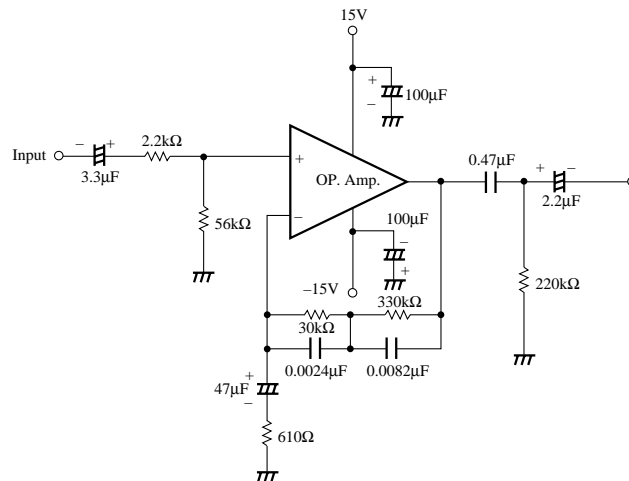 15V
+
100μF
−
2.2kΩ
Input
− +
3.3μF
+
OP. Amp.
−
0.47μF
+ −
2.2μF
56kΩ
100μF
−
+
−15V
220kΩ
330kΩ
30kΩ
0.0024μF
0.0082μF
+
47μF
−
610Ω